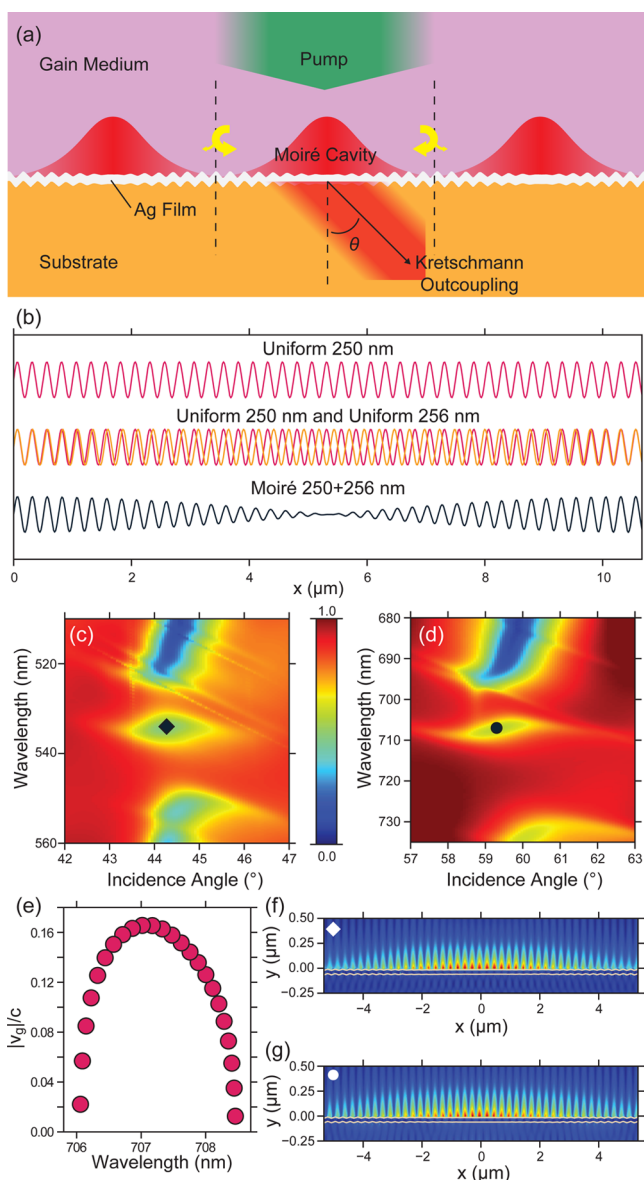 (a)
Gain Medium
Pump
Moiré Cavity
Ag Film
θ
Substrate
Kretschmann
Outcoupling
(b)
Uniform 250 nm
Uniform 250 nm and Uniform 256 nm
Moiré 250+256 nm
0 2 4 6 8 10
x (μm)
(c)
Wavelength (nm)
520
540
560
42 43 44 45 46 47
Incidence Angle (°)
1.0
0.0
(d)
Wavelength (nm)
680
690
700
710
720
730
57 58 59 60 61 62 63
Incidence Angle (°)
(e)
|vg|/c
0.16
0.12
0.08
0.04
0.00
706 707 708
Wavelength (nm)
(f)
y (μm)
0.50
0.25
0.00
−0.25
−4 −2 0 2 4
x (μm)
(g)
y (μm)
0.50
0.25
0.00
−0.25
−4 −2 0 2 4
x (μm)